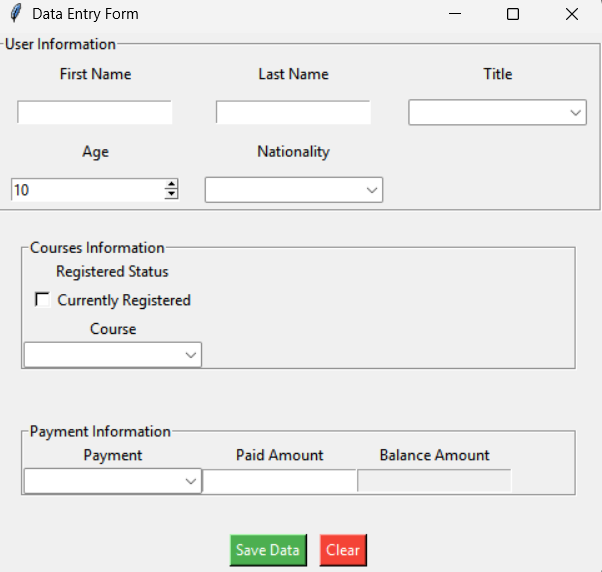 Data Entry Form
User Information
First Name Last Name Title
Age Nationality
10
Courses Information
Registered Status
Currently Registered
Course
Payment Information
Payment Paid Amount Balance Amount
Save Data Clear